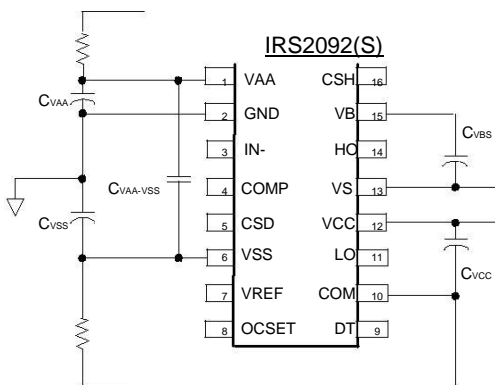 IRS2092(S)
1 VAA CSH 16
CVAA 2 GND VB 15 CVBS
3 IN- HO 14
CVAA-VSS 4 COMP VS 13
CVSS 5 CSD VCC 12
6 VSS LO 11 CVCC
7 VREF COM 10
8 OCSET DT 9